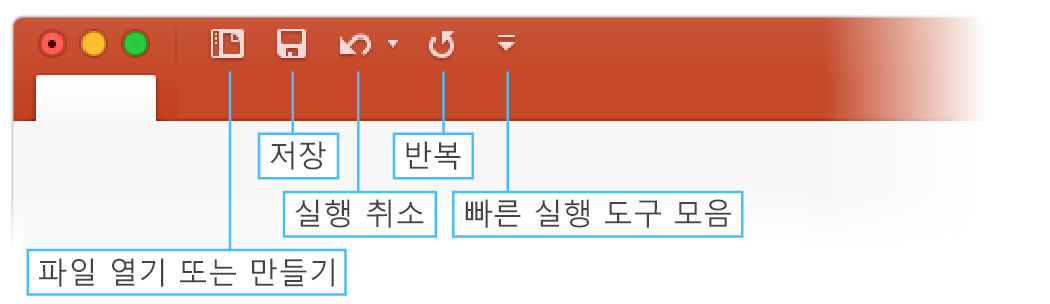 저장
반복
실행 취소
빠른 실행 도구 모음
파일 열기 또는 만들기